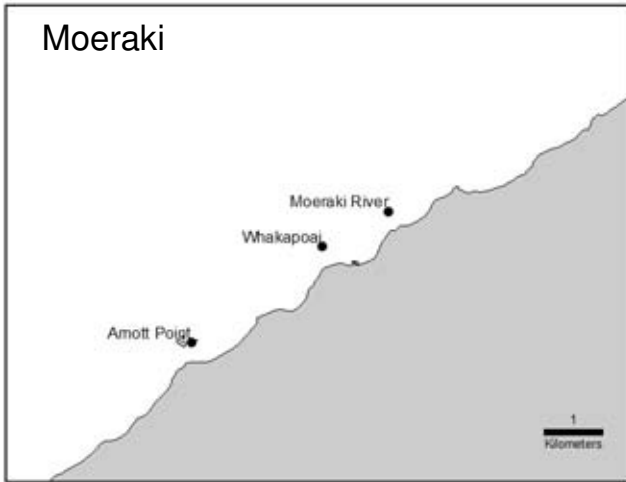 Moeraki
Moeraki River
Whakapoai
Arnott Point
1
Kilometers